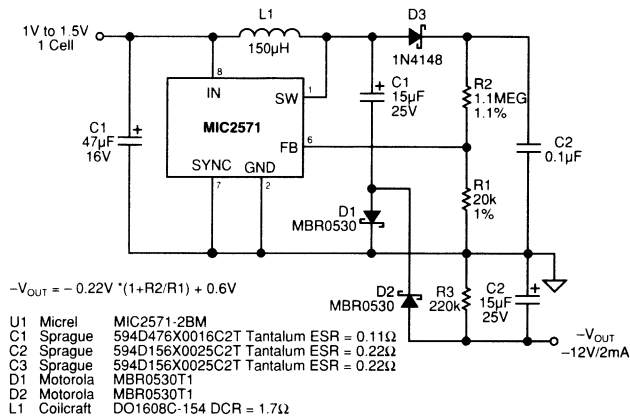 L1
D3
1V to 1.5V
1 Cell
150µH
1N4148
8
IN
SW
1
C1
15µF
25V
R2
1.1MEG
1.1%
MIC2571
C1
47µF
16V
FB
6
C2
0.1µF
SYNC
GND
7
2
R1
20k
1%
D1
MBR0530
D2
MBR0530
R3
220k
C2
15µF
25V
–VOUT = – 0.22V *(1+R2/R1) + 0.6V
–VOUT
–12V/2mA
U1 Micrel MIC2571-2BM
C1 Sprague 594D476X0016C2T Tantalum ESR = 0.11Ω
C2 Sprague 594D156X0025C2T Tantalum ESR = 0.22Ω
C3 Sprague 594D156X0025C2T Tantalum ESR = 0.22Ω
D1 Motorola MBR0530T1
D2 Motorola MBR0530T1
L1 Coilcraft DO1608C-154 DCR = 1.7Ω